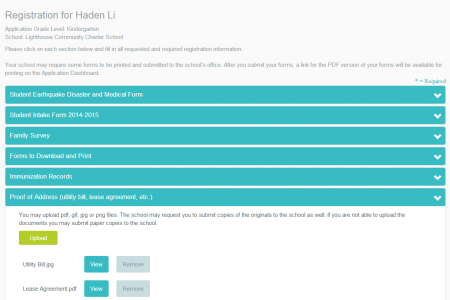 Registration for Haden Li
Application Grade Level: Kindergarten
School: Lighthouse Community Charter School
Please click on each section below and fill in all requested and required registration information.
Your school may require some forms to be printed and submitted to the school's office. After you submit your forms, a link for the PDF version of your forms will be available for
printing on the Application Dashboard
* = Required
Student Earthquake Disaster and Medical Form
Student Intake Form 2014-2015
Family Survey
Forms to Download and Print
Immunization Records
Proof of Address (utility bill, lease agreement, etc.)
You may upload pdf, gif, jpg or png files. The school may request you to submit copies of the originals to the school as well. If you are not able to upload the
documents you may submit paper copies to the school.
Upload
Utility Bill.jpg View Remove
Lease Agreement.pdf View Remove